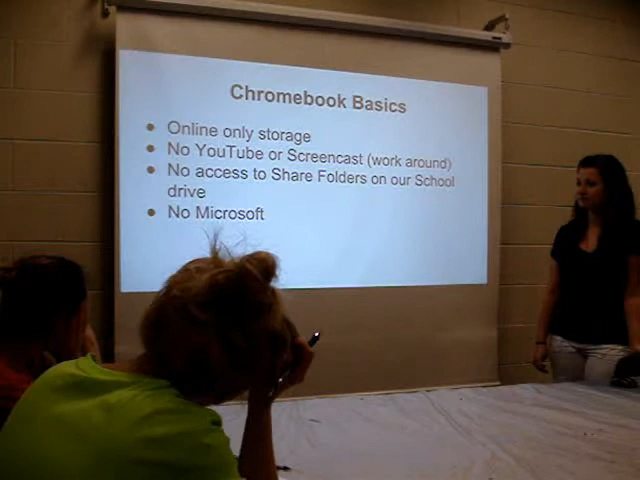 Chromebook Basics
Online only storage
No YouTube or Screencast (work around)
No access to Share Folders on our School
drive
No Microsoft